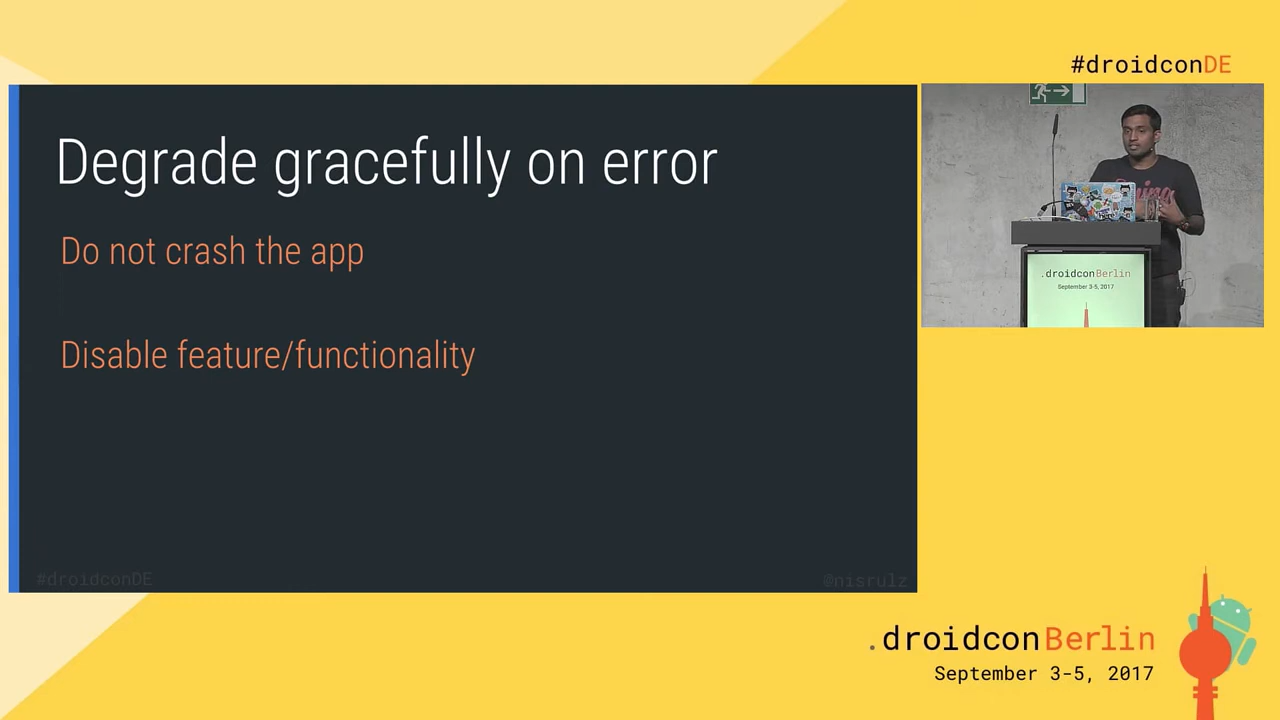 #droidconDE
Degrade gracefully on error
Do not crash the app
Disable feature/functionality
#droidconDE
@nisrulz
.droidconBerlin
September 3-5, 2017
.droidconBerlin
September 3-5, 2017